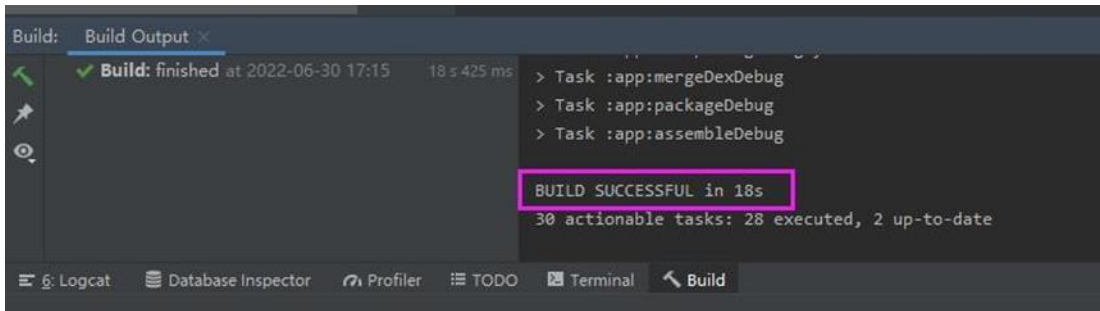 Build: Build Output
Build: finished at 2022-06-30 17:15 18 s 425 ms
> Task :app:mergeDexDebug
> Task :app:packageDebug
> Task :app:assembleDebug
BUILD SUCCESSFUL in 18s
30 actionable tasks: 28 executed, 2 up-to-date
6: Logcat Database Inspector Profiler TODO Terminal Build